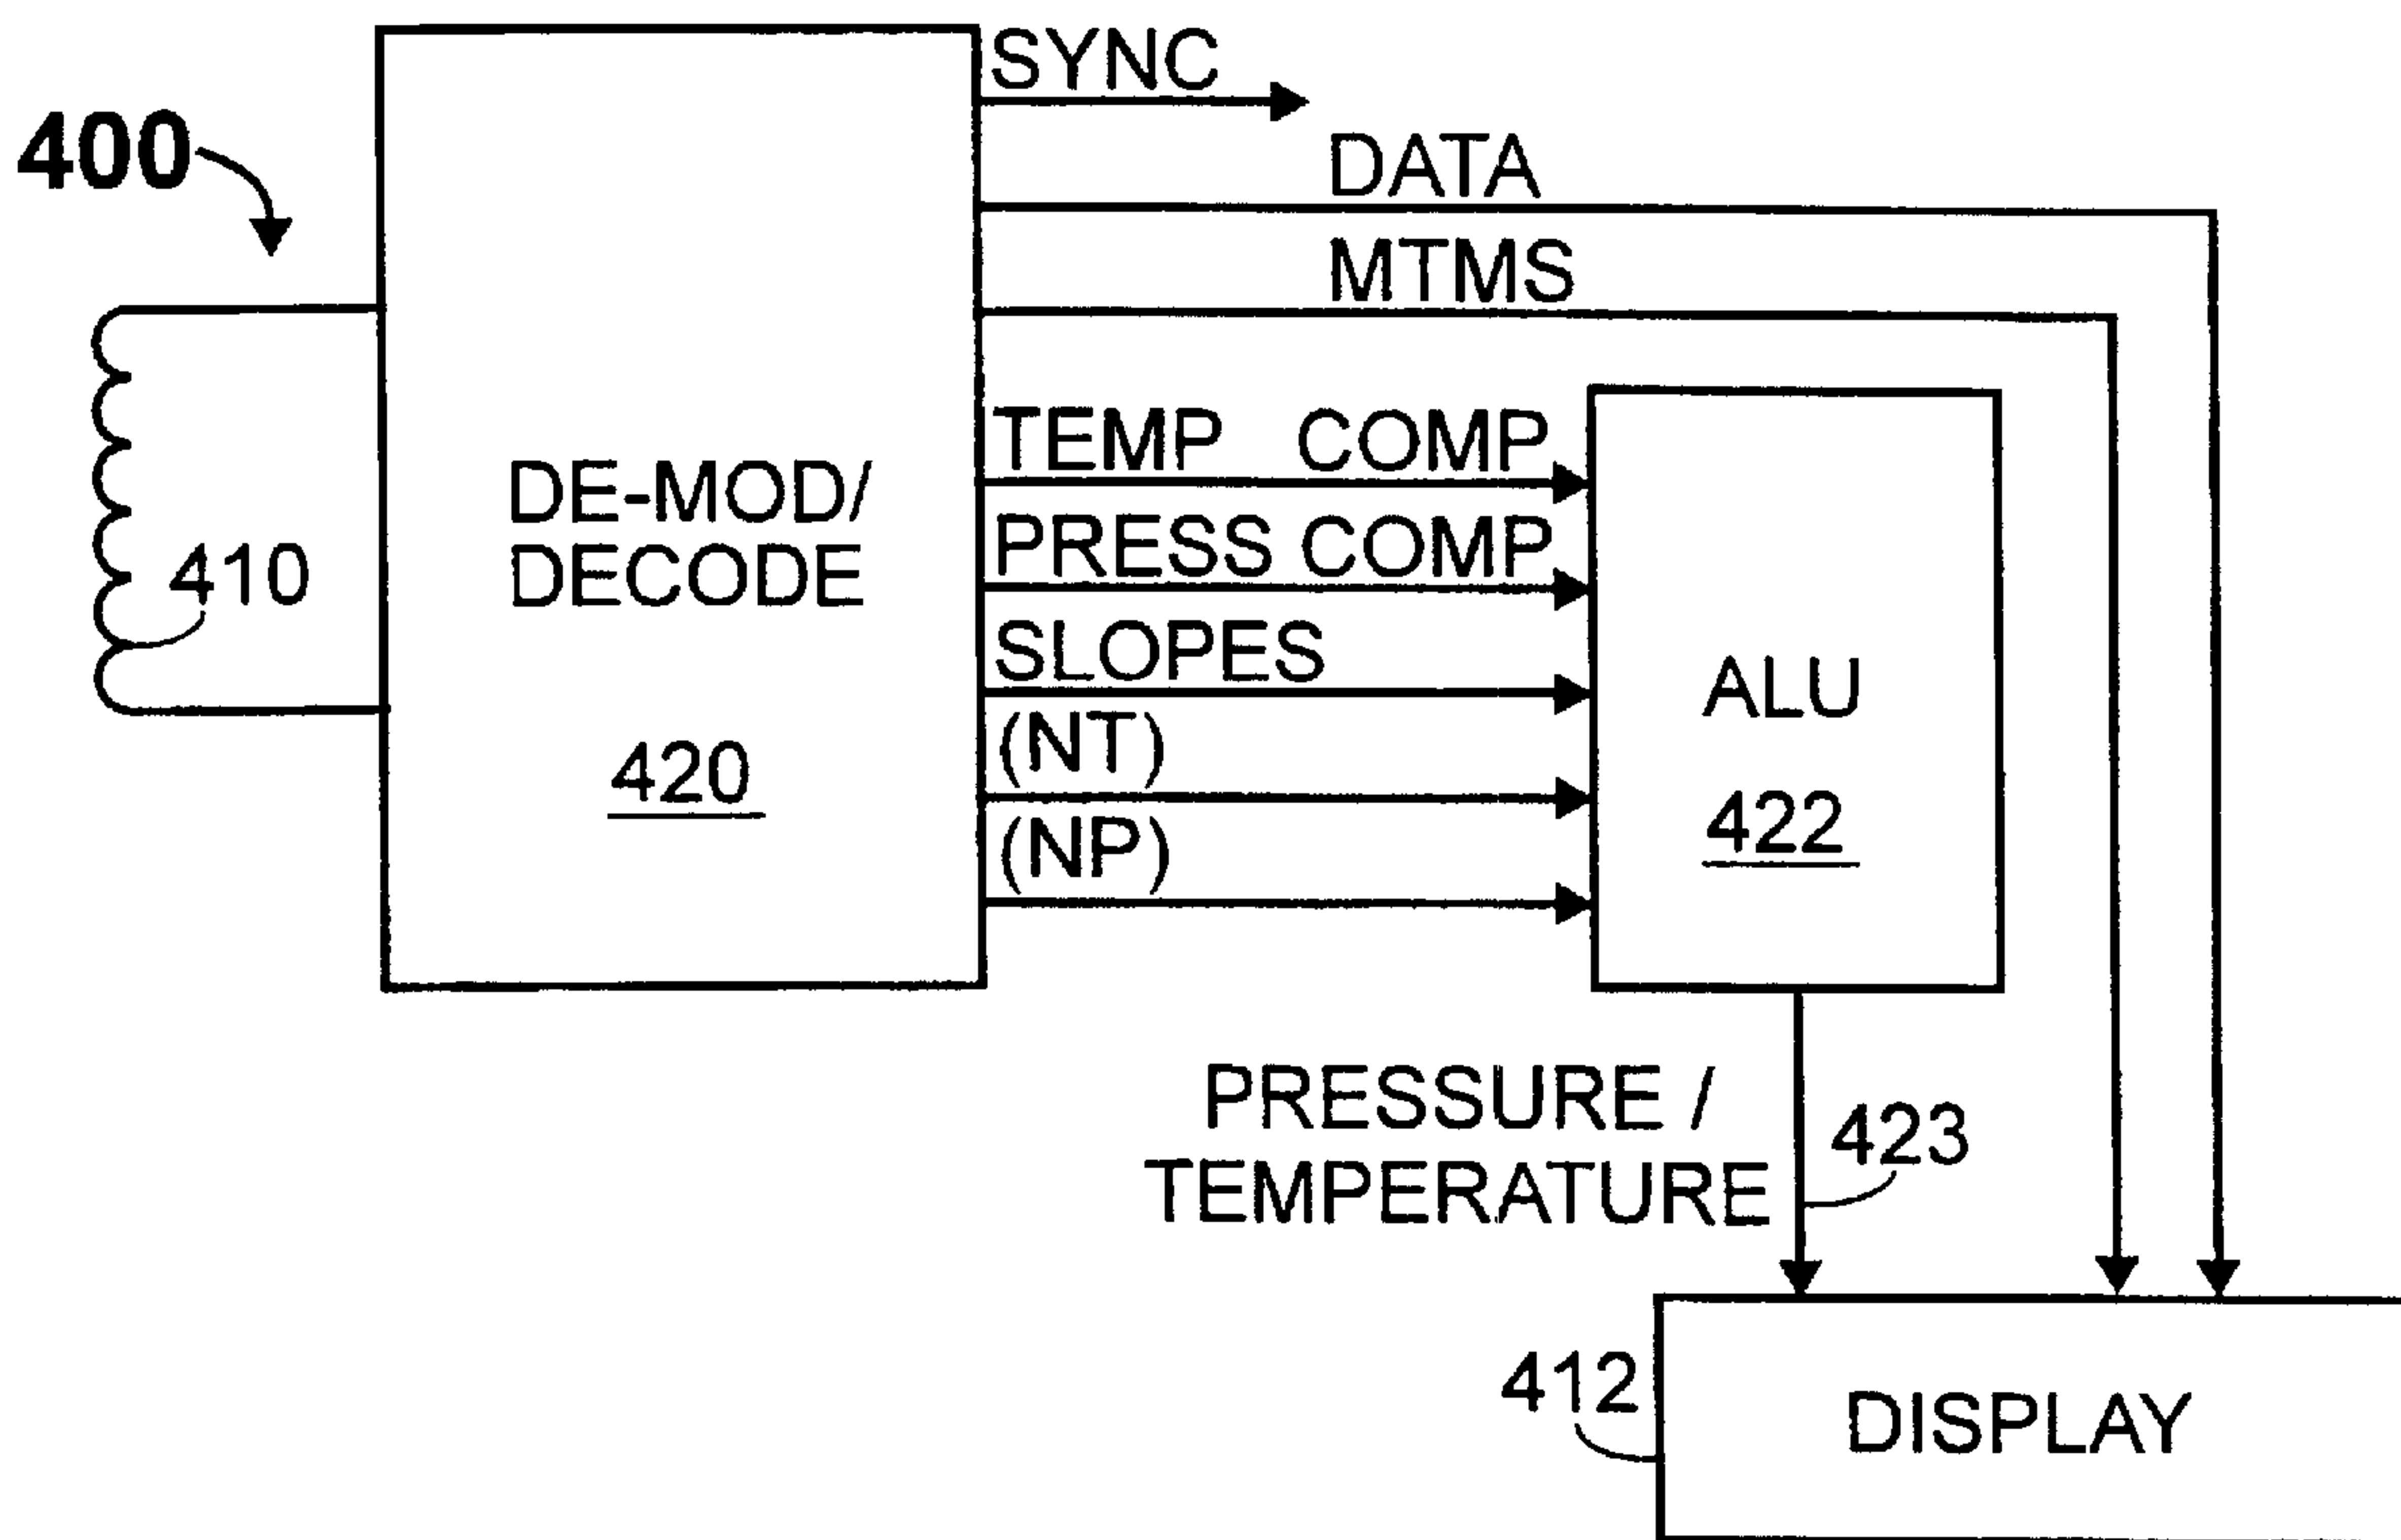 SYNC
400
DATA
MTMS
TEMP COMP
DE-MOD/
DECODE
PRESS COMP
410
SLOPES
ALU
(NT)
420
422
(NP)
PRESSURE /
TEMPERATURE
423
412
DISPLAY